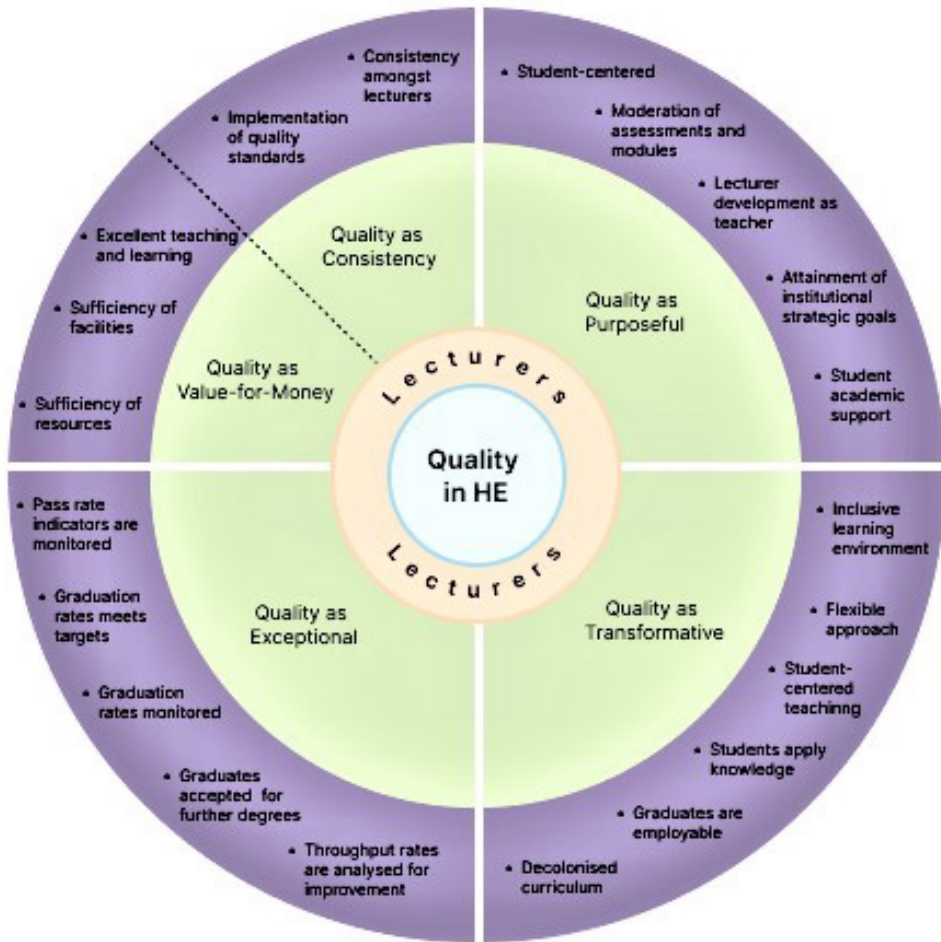 • Consistency
amongst
lecturers
• Implementation
of quality
standards
• Excellent teaching
and learning
• Sufficiency of
facilities
• Sufficiency of
resources
Quality as
Consistency
Quality as
Value-for-Money
• Student-centered
• Moderation of
assessments and
modules
• Lecturer
development as
teacher
• Attainment of
institutional
strategic goals
• Student
academic
support
Quality as
Purposeful
Lecturers
Quality
in HE
Lecturers
• Pass rate
indicators are
monitored
• Graduation
rates meets
targets
• Graduation
rates monitored
• Graduates
accepted for
further degrees
• Throughput rates
are analysed for
improvement
Quality as
Exceptional
Quality as
Transformative
• Inclusive
learning
environment
• Flexible
approach
• Student-
centered
teachinng
• Students apply
knowledge
• Graduates are
employable
• Decolonised
curriculum